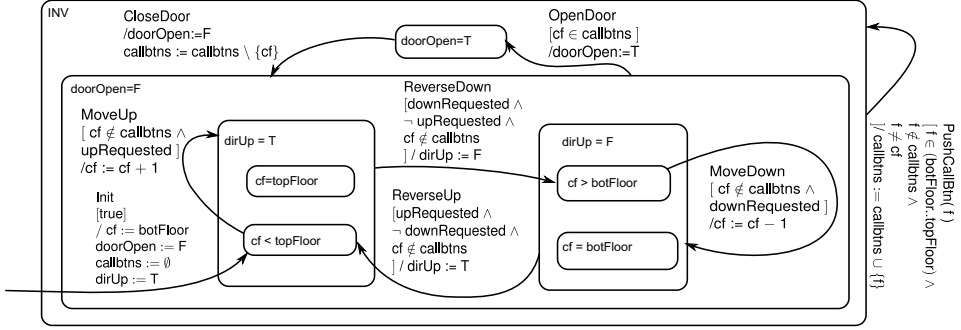 INV
CloseDoor
/doorOpen:=F
callbtns := callbtns \ {cf}
doorOpen=T
OpenDoor
[cf ∈ callbtns ]
/doorOpen:=T
doorOpen=F
MoveUp
[ cf ∉ callbtns ∧
upRequested ]
/cf := cf + 1
Init
[true]
/ cf := botFloor
doorOpen := F
callbtns := ∅
dirUp := T
dirUp = T
cf=topFloor
cf < topFloor
ReverseDown
[downRequested ∧
¬ upRequested ∧
cf ∉ callbtns
] / dirUp := F
ReverseUp
[upRequested ∧
¬ downRequested ∧
cf ∉ callbtns
] / dirUp := T
dirUp = F
cf > botFloor
cf = botFloor
MoveDown
[ cf ∉ callbtns ∧
downRequested ]
/cf := cf − 1
PushCallBtn( f )
[ f ∈ (botFloor..topFloor) ∧
f ∉ callbtns ∧
f ≠ cf
]/ callbtns := callbtns ∪ {f}